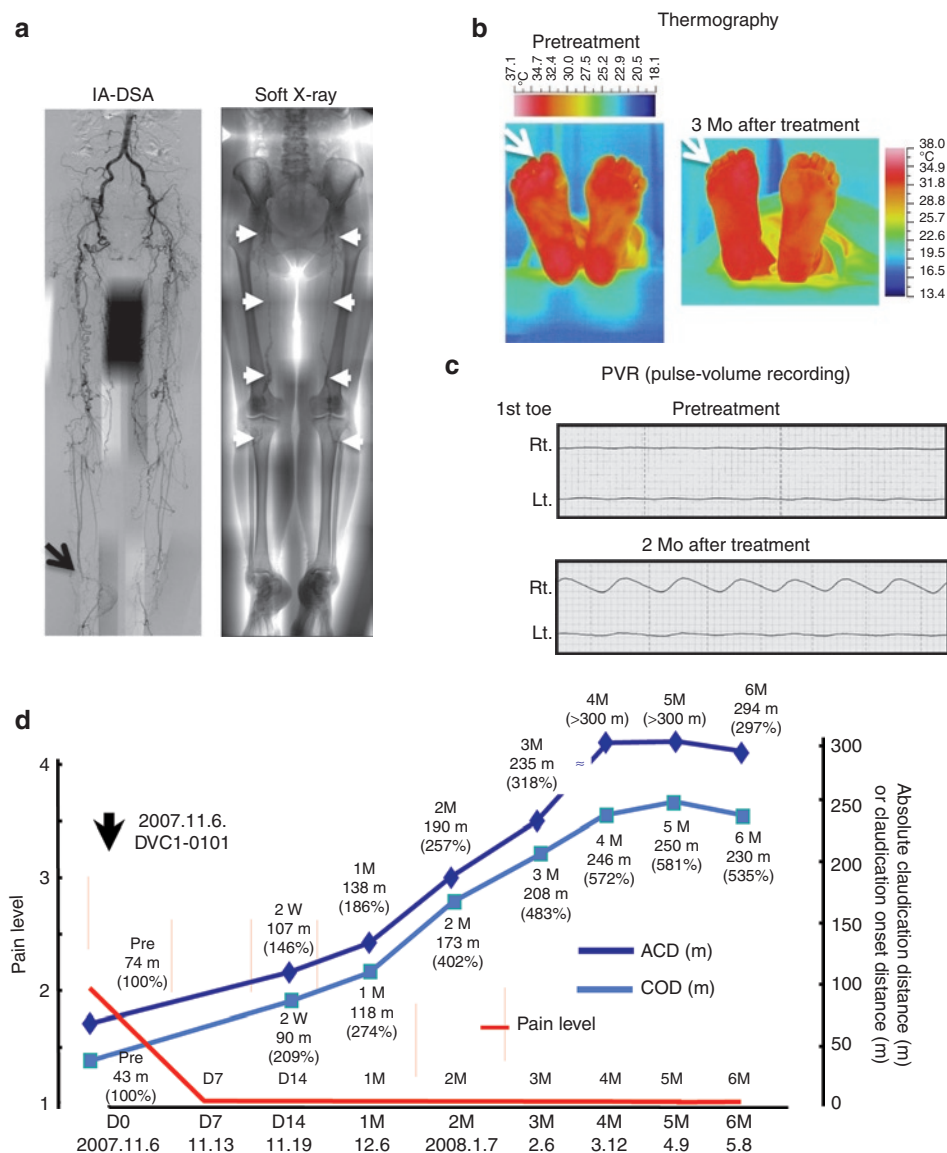 a
IA-DSA
Soft X-ray
b
Thermography
Pretreatment
37.1
°C
34.7
32.4
30.0
27.5
25.2
22.9
20.5
18.1
3 Mo after treatment
38.0
°C
34.9
31.8
28.8
25.7
22.6
19.5
16.5
13.4
c
PVR (pulse-volume recording)
1st toe
Pretreatment
Rt.
Lt.
2 Mo after treatment
Rt.
Lt.
d
Pain level
4
3
2
1
2007.11.6.
DVC1-0101
Pre
74 m
(100%)
2 W
107 m
(146%)
1M
138 m
(186%)
2M
190 m
(257%)
3M
235 m
(318%)
≈
4M
(>300 m)
5M
(>300 m)
6M
294 m
(297%)
Pre
43 m
(100%)
2 W
90 m
(209%)
1 M
118 m
(274%)
2 M
173 m
(402%)
3 M
208 m
(483%)
4 M
246 m
(572%)
5 M
250 m
(581%)
6 M
230 m
(535%)
ACD (m)
COD (m)
Pain level
D7 D14 1M 2M 3M 4M 5M 6M
D0 D7 D14 1M 2M 3M 4M 5M 6M
2007.11.6 11.13 11.19 12.6 2008.1.7 2.6 3.12 4.9 5.8
300
250
200
150
100
50
0
Absolute claudication distance (m)
or claudication onset distance (m)